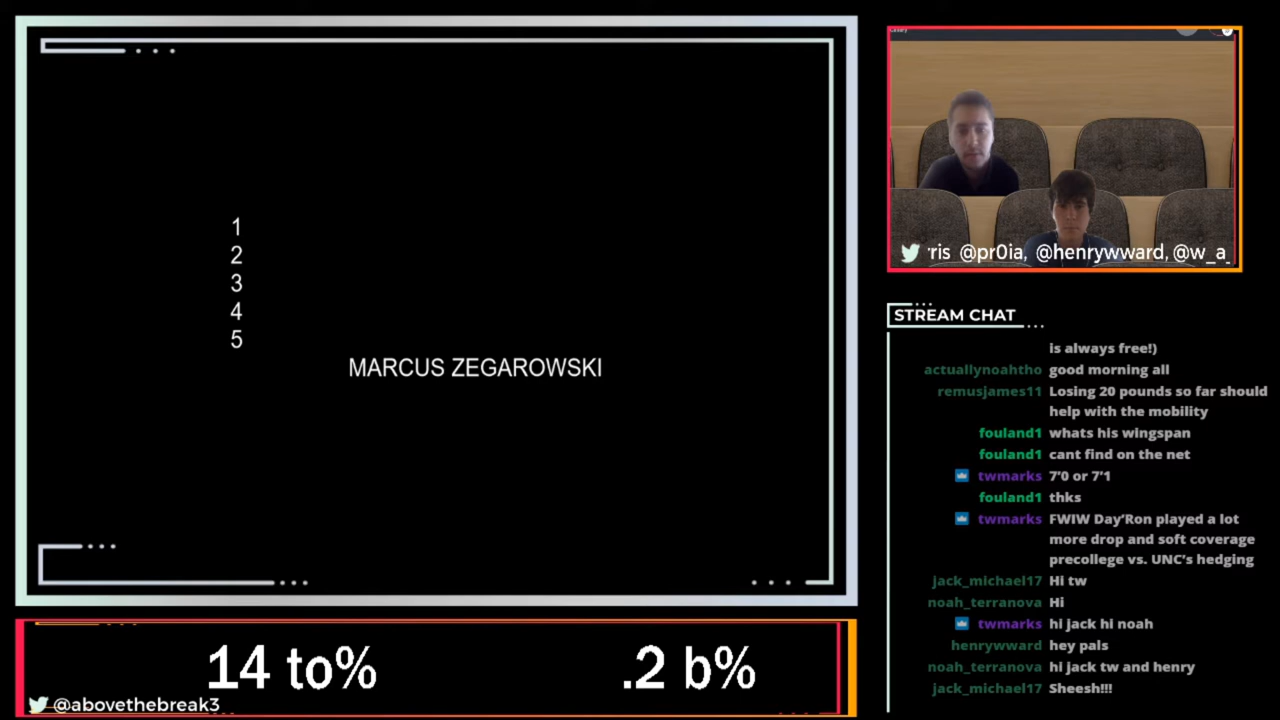 1
2
3
4
5
MARCUS ZEGAROWSKI
14 to%
.2 b%
@abovethebreak3
rris @pr0ia, @henrywward, @w_a_
STREAM CHAT
is always free!)
actuallynoahtho good morning all
remusjames11 Losing 20 pounds so far should
help with the mobility
fouland1 whats his wingspan
fouland1 cant find on the net
twmarks 7'0 or 7'1
fouland1 thks
twmarks FWIW Day'Ron played a lot
more drop and soft coverage
precollege vs. UNC's hedging
jack_michael17 Hi tw
noah_terranova Hi
twmarks hi jack hi noah
henrywward hey pals
noah_terranova hi jack tw and henry
jack_michael17 Sheesh!!!